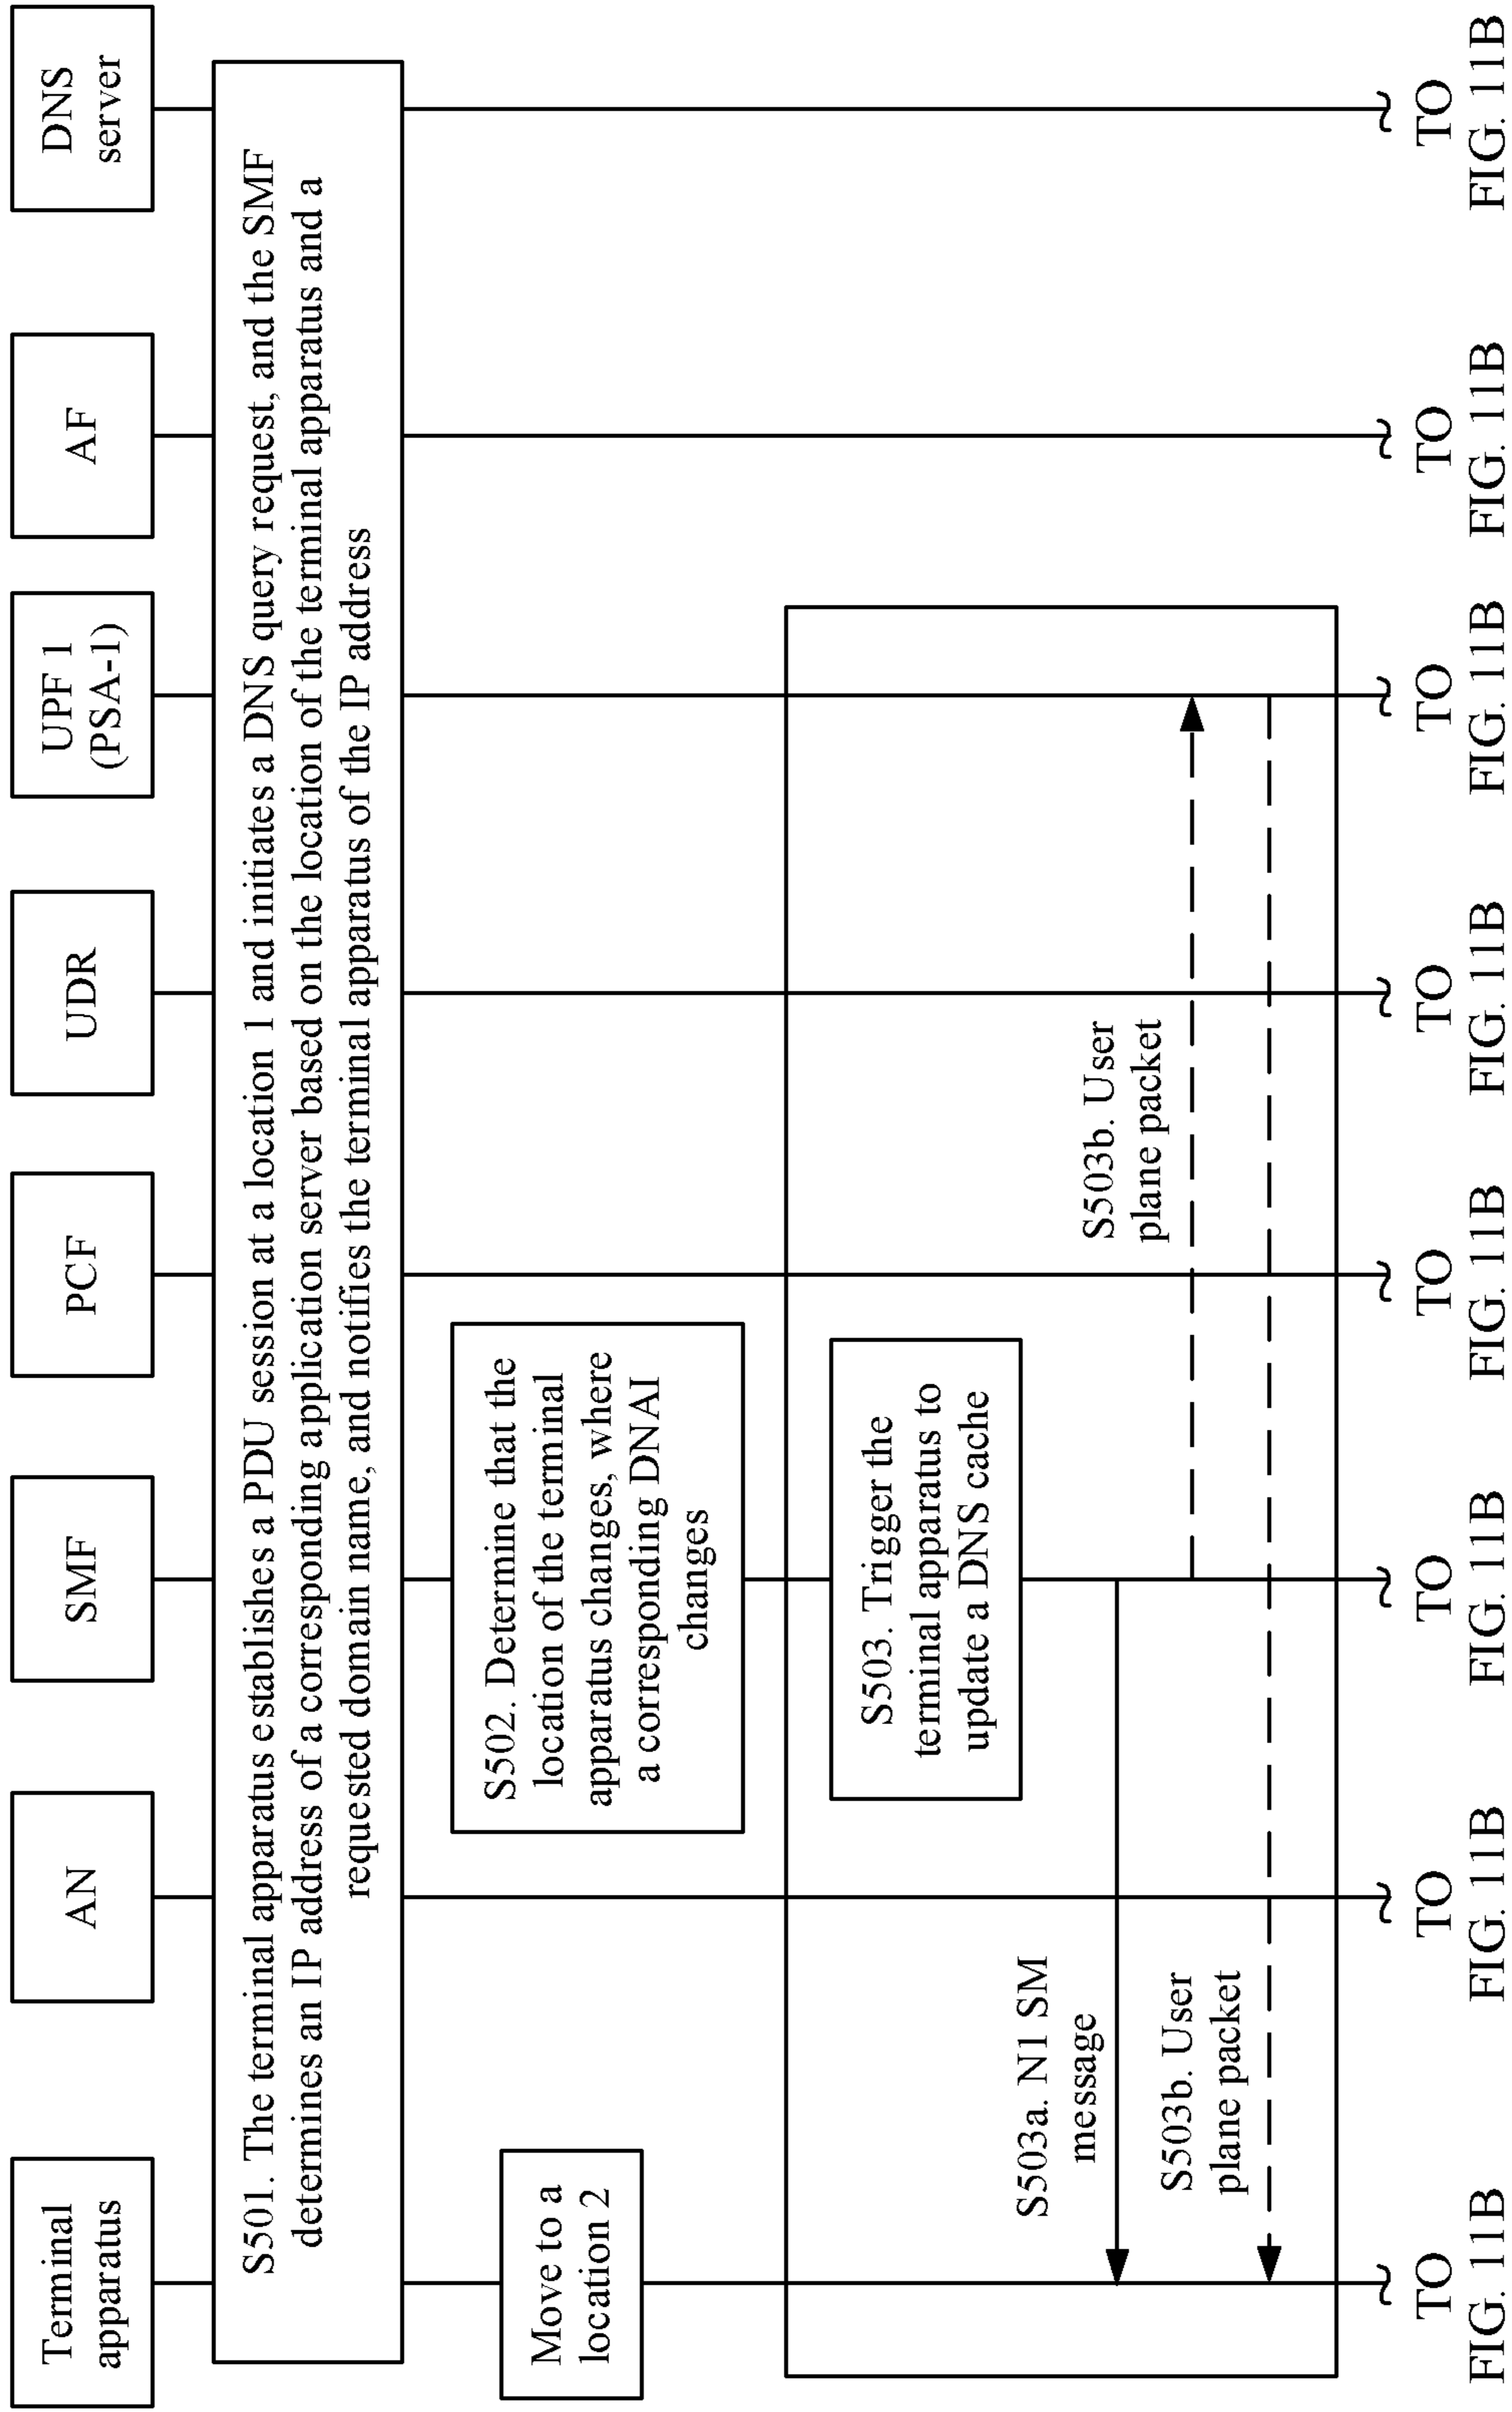 Terminal
apparatus
AN
SMF
PCF
UDR
UPF 1
(PSA-1)
AF
DNS
server
S501. The terminal apparatus establishes a PDU session at a location 1 and initiates a DNS query request, and the SMF
determines an IP address of a corresponding application server based on the location of the terminal apparatus and a
requested domain name, and notifies the terminal apparatus of the IP address
Move to a
location 2
S502. Determine that the
location of the terminal
apparatus changes, where
a corresponding DNAI
changes
S503. Trigger the
terminal apparatus to
update a DNS cache
S503a. N1 SM
message
S503b. User
plane packet
S503b. User
plane packet
TO
FIG. 11B
TO
FIG. 11B
TO
FIG. 11B
TO
FIG. 11B
TO
FIG. 11B
TO
FIG. 11B
TO
FIG. 11B
TO
FIG. 11B